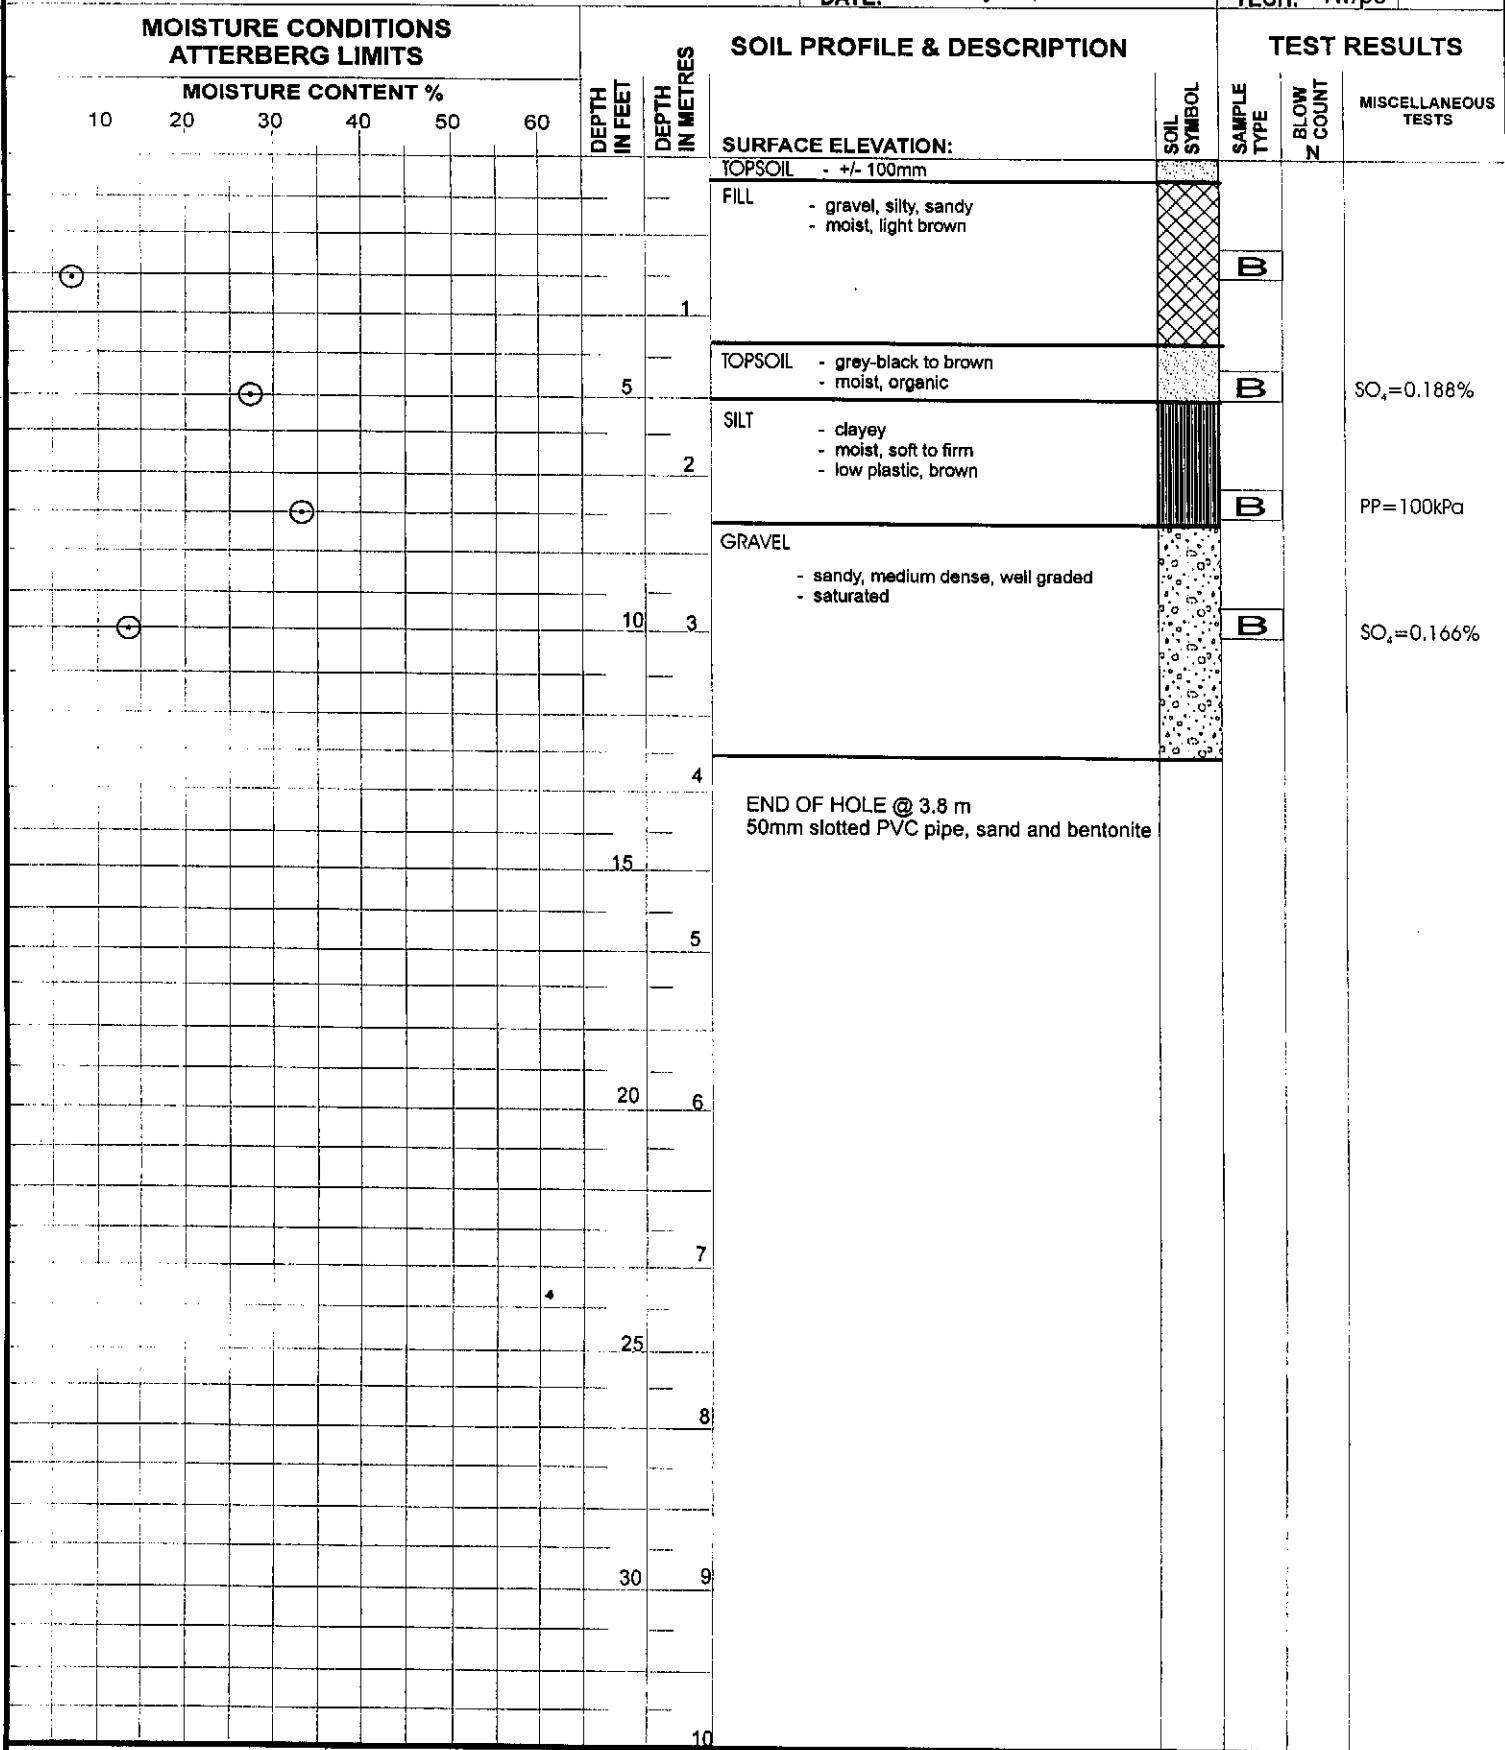 DATE:
TECH:
MOISTURE CONDITIONS
ATTERBERG LIMITS
MOISTURE CONTENT %
10 20 30 40 50 60
DEPTH
IN FEET
DEPTH
IN METRES
SOIL PROFILE & DESCRIPTION
SURFACE ELEVATION:
SOIL
SYMBOL
TEST RESULTS
SAMPLE
TYPE
BLOW
COUNT
N
MISCELLANEOUS
TESTS
TOPSOIL - +/- 100mm
FILL - gravel, silty, sandy
- moist, light brown
B
1
TOPSOIL - grey-black to brown
- moist, organic
5
B SO₄=0.188%
SILT - clayey
- moist, soft to firm
- low plastic, brown
2
B PP=100kPa
GRAVEL
- sandy, medium dense, well graded
- saturated
10 3
B SO₄=0.166%
4
END OF HOLE @ 3.8 m
50mm slotted PVC pipe, sand and bentonite
15
5
20 6
7
25
8
30 9
10